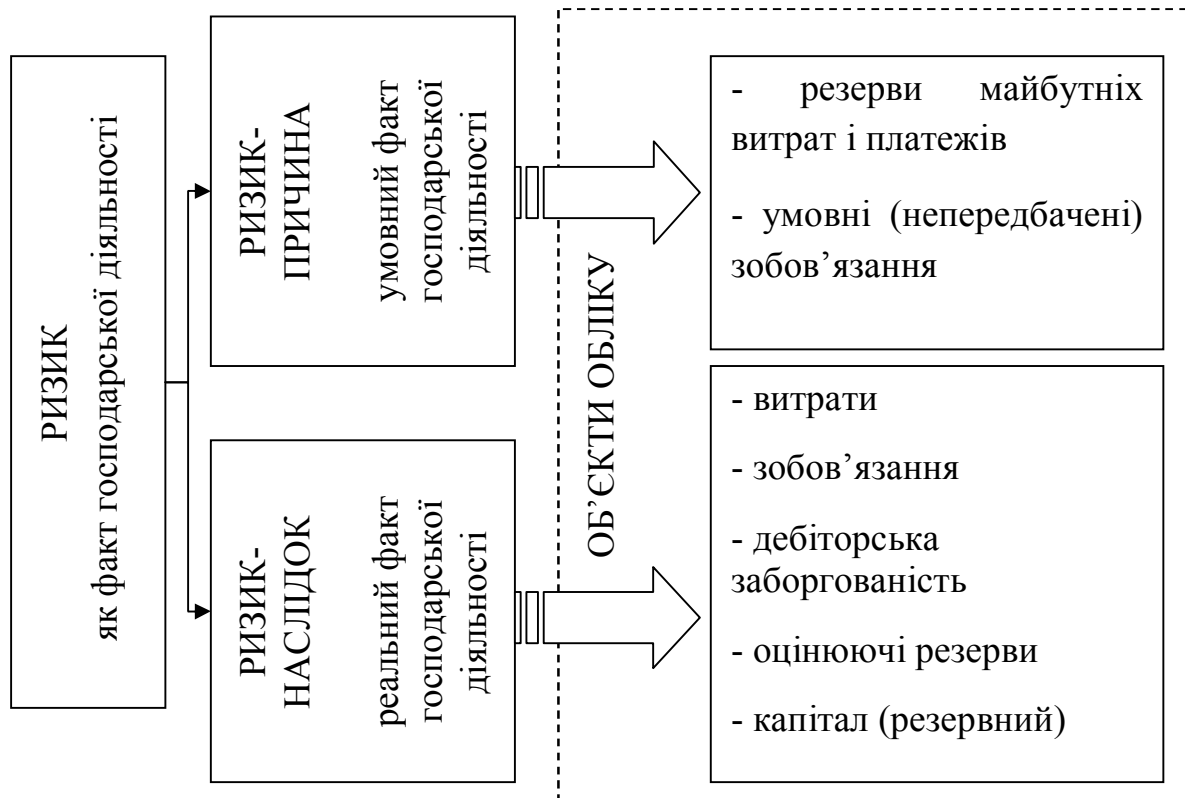 РИЗИК
як факт господарської діяльності
РИЗИК-
ПРИЧИНА
умовний факт
господарської
діяльності
РИЗИК-
НАСЛІДОК
реальний факт
господарської
діяльності
ОБ’ЄКТИ ОБЛІКУ
- резерви майбутніх
витрат і платежів
- умовні (непередбачені)
зобов’язання
- витрати
- зобов’язання
- дебіторська
заборгованість
- оцінюючі резерви
- капітал (резервний)